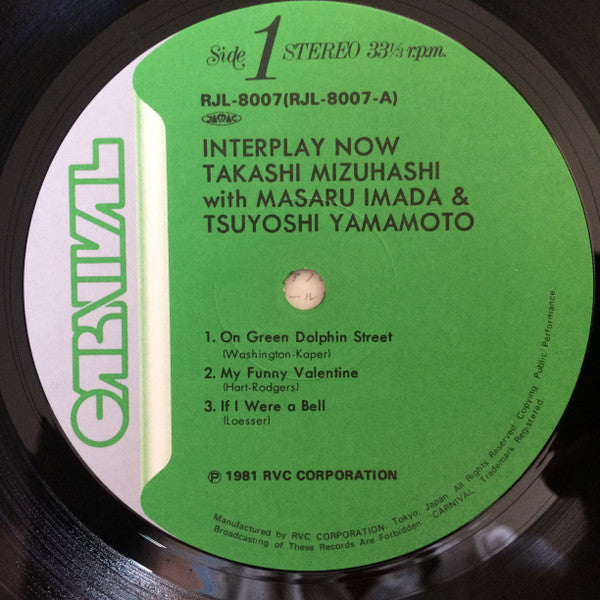 Side 1 STEREO 33 1/3 r.p.m.
RJL-8007(RJL-8007-A)
INTERPLAY NOW
TAKASHI MIZUHASHI
with MASARU IMADA &
TSUYOSHI YAMAMOTO
CARNIVAL
1. On Green Dolphin Street
(Washington-Kaper)
2. My Funny Valentine
(Hart-Rodgers)
3. If I Were a Bell
(Loesser)
Ⓟ 1981 RVC CORPORATION
Manufactured by RVC CORPORATION. Tokyo, Japan. All Rights Reserved. Copying, Public Performance,
Broadcasting of These Records Are Forbidden. "CARNIVAL" Trademark Registered.